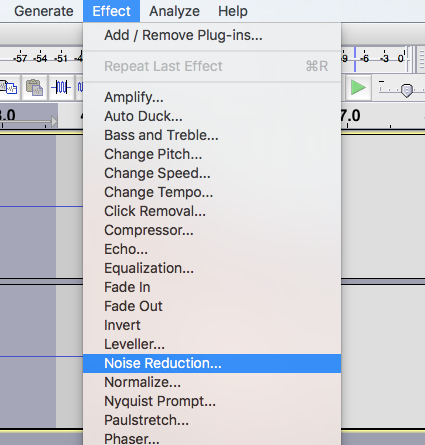 Generate Effect Analyze Help
Add / Remove Plug-ins...
-57 -54 -51 -9 -6 -3 0
Repeat Last Effect ⌘R
Amplify...
7.0
Auto Duck...
Bass and Treble...
Change Pitch...
Change Speed...
Change Tempo...
Click Removal...
Compressor...
Echo...
Equalization...
Fade In
Fade Out
Invert
Leveller...
Noise Reduction...
Normalize...
Nyquist Prompt...
Paulstretch...
Phaser...